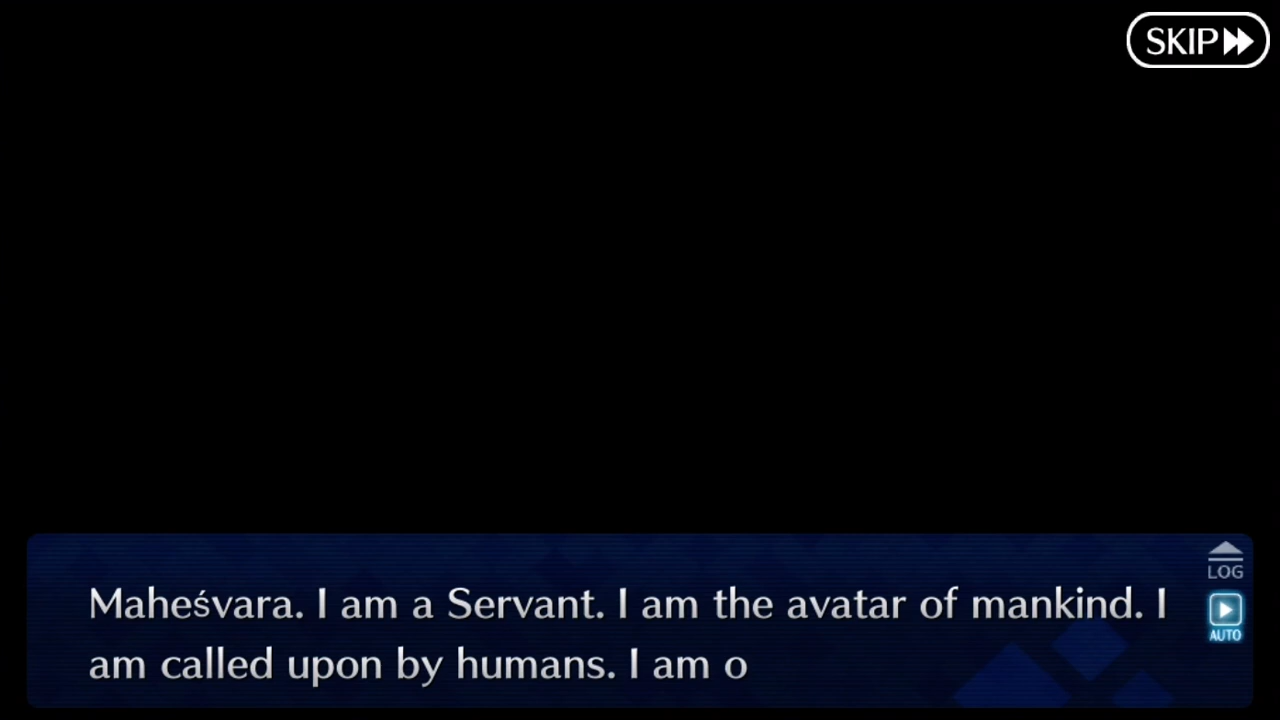 SKIP
Maheśvara. I am a Servant. I am the avatar of mankind. I
am called upon by humans. I am o
LOG
AUTO